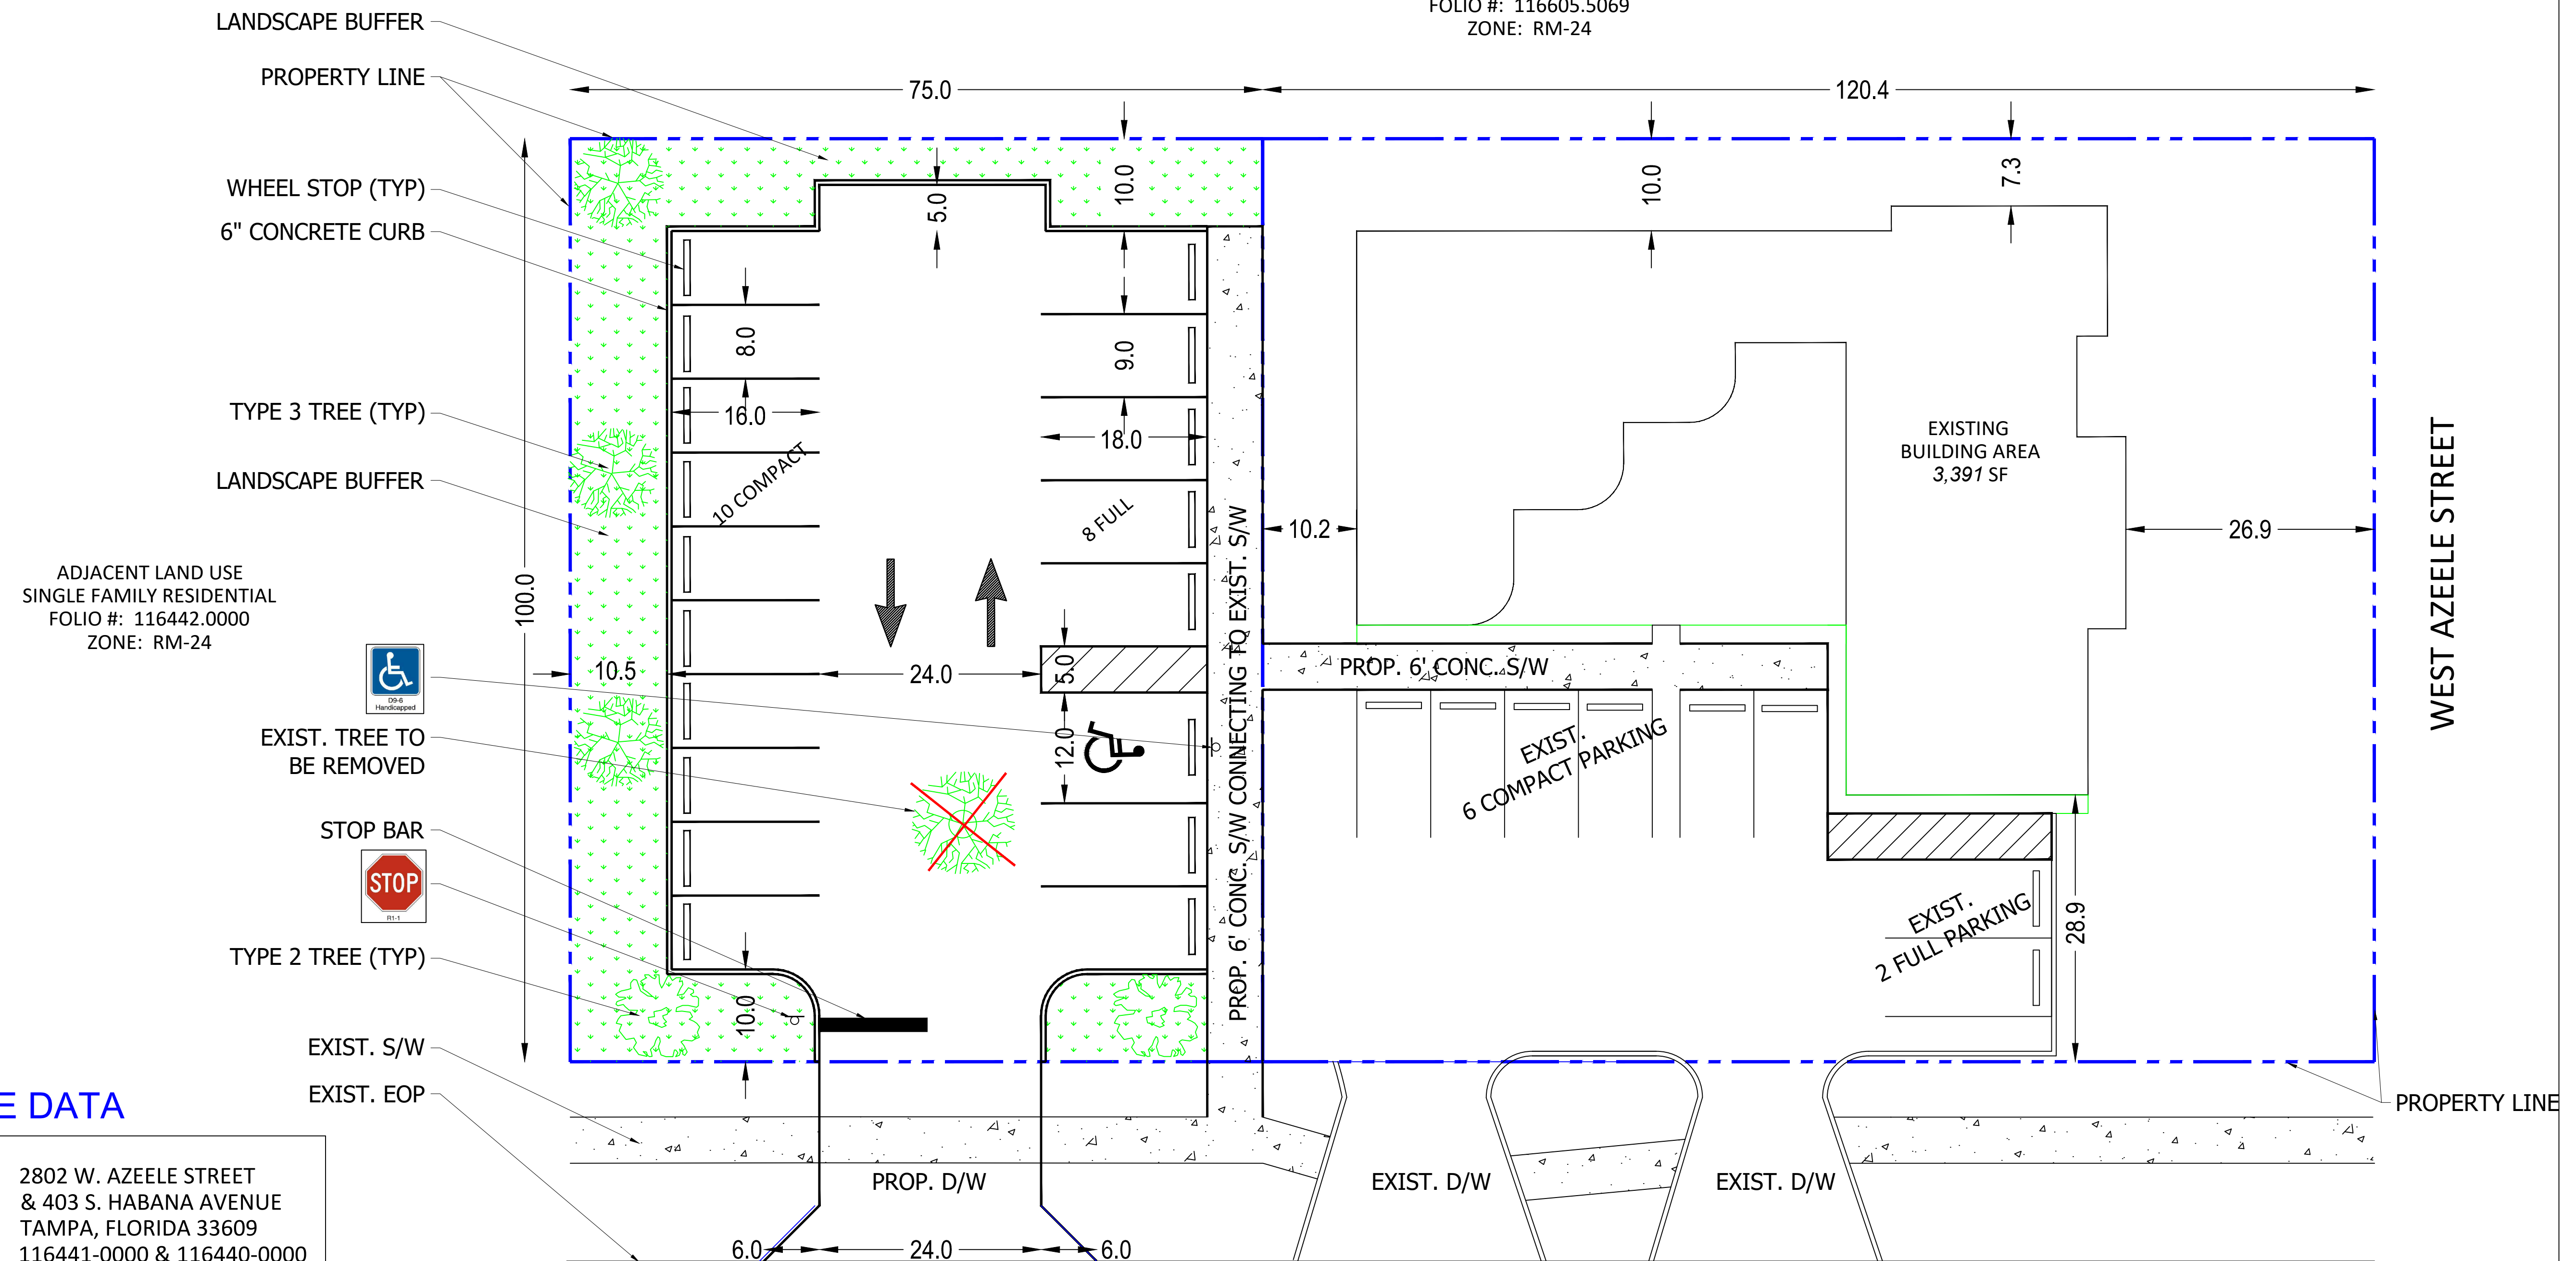 FOLIO #: 116605.5069
ZONE: RM-24
LANDSCAPE BUFFER
PROPERTY LINE
75.0
120.4
WHEEL STOP (TYP)
6" CONCRETE CURB
5.0
10.0
10.0
7.3
8.0
9.0
16.0
18.0
10 COMPACT
8 FULL
TYPE 3 TREE (TYP)
LANDSCAPE BUFFER
EXISTING
BUILDING AREA
3,391 SF
10.2
26.9
WEST AZEELE STREET
ADJACENT LAND USE
SINGLE FAMILY RESIDENTIAL
FOLIO #: 116442.0000
ZONE: RM-24
100.0
D9-6
Handicapped
10.5
24.0
5.0
12.0
PROP. 6' CONC. S/W CONNECTING TO EXIST. S/W
PROP. 6' CONC. S/W
EXIST. TREE TO
BE REMOVED
EXIST.
6 COMPACT PARKING
STOP BAR
STOP
R1-1
EXIST.
2 FULL PARKING
28.9
TYPE 2 TREE (TYP)
10.0
EXIST. S/W
EXIST. EOP
E DATA
PROPERTY LINE
2802 W. AZEELE STREET
& 403 S. HABANA AVENUE
TAMPA, FLORIDA 33609
116441-0000 & 116440-0000
PROP. D/W
EXIST. D/W
EXIST. D/W
6.0
24.0
6.0